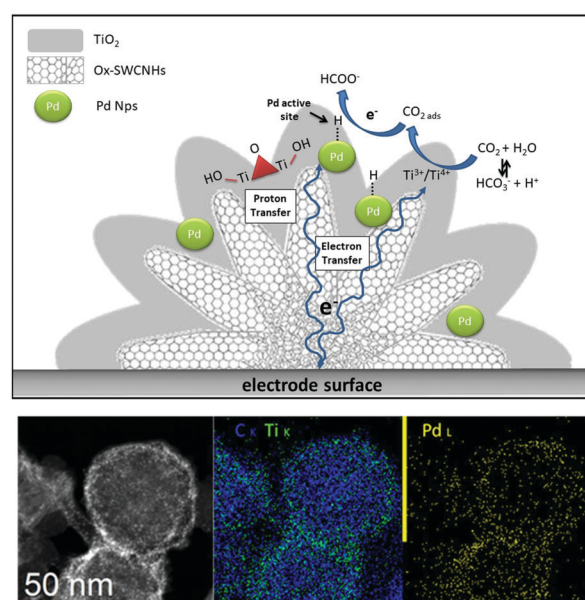 TiO2
Ox-SWCNHs
Pd
Pd Nps
HCOO-
Pd active
site
H
e-
CO2 ads
CO2 + H2O
HCO3- + H+
O
OH
HO
Ti
Ti
Pd
H
Ti3+/Ti4+
Proton
Transfer
Pd
Pd
Electron
Transfer
e-
Pd
electrode surface
C K Ti K
Pd L
50 nm